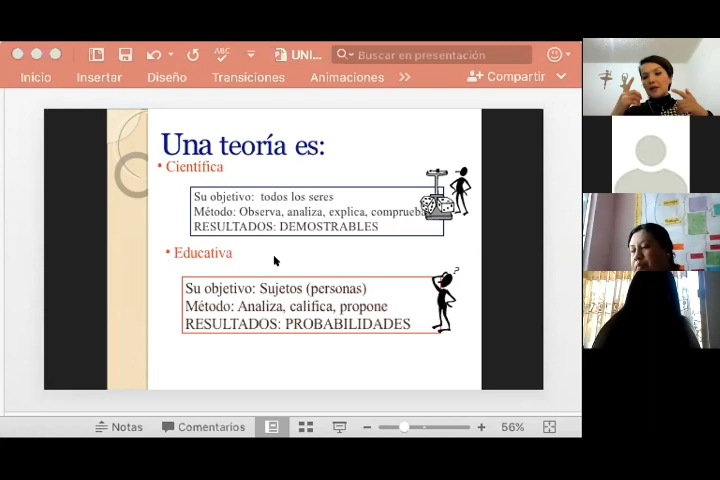 ABC
UNI...
Buscar en presentación
Inicio
Insertar
Diseño
Transiciones
Animaciones
Compartir
Una teoría es:
• Científica
Su objetivo: todos los seres
Método: Observa, analiza, explica, comprueba
RESULTADOS: DEMOSTRABLES
• Educativa
?
Su objetivo: Sujetos (personas)
Método: Analiza, califica, propone
RESULTADOS: PROBABILIDADES
Notas
Comentarios
56%